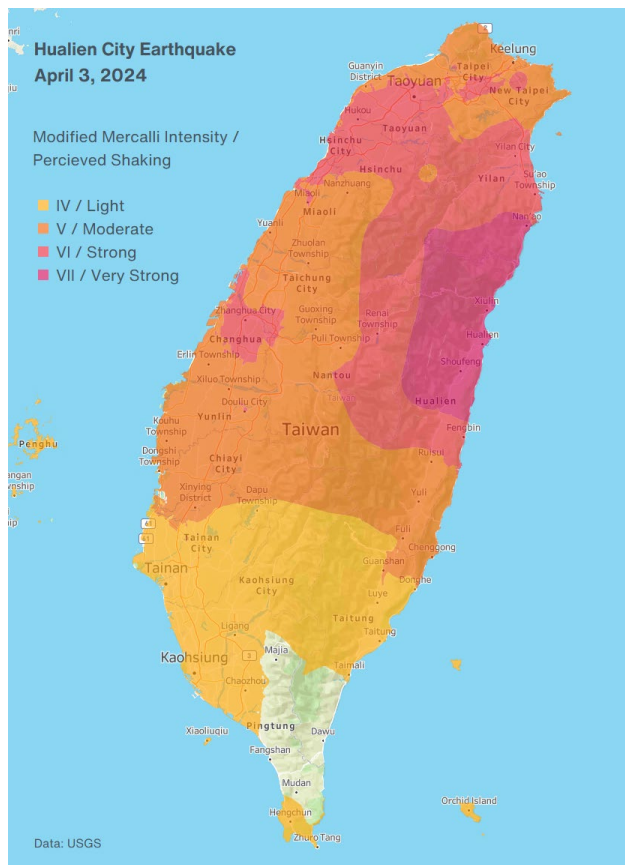 Hualien City Earthquake
April 3, 2024
Modified Mercalli Intensity /
Percieved Shaking
IV / Light
V / Moderate
VI / Strong
VII / Very Strong
Keelung
Guanyin
District
Taipei
City
Taoyuan
New Taipei
City
Hukou
Taoyuan
Hsinchu
City
Yilan City
Hsinchu
Yilan
Su'ao
Township
Nanzhuang
Miaoli
Miaoli
Nan'ao
Yuanli
Zhuolan
Township
Taichung
City
Xiulin
Zhanghua City
Guoxing
Township
Renai
Township
Changhua
Puli Township
Hualien
Erlin Township
Shoufeng
Nantou
Xiluo Township
Taiwan
Hualien
Douliu City
Yunlin
Kouhu
Township
Taiwan
Fengbin
Penghu
Dongshi
Township
Chiayi
City
Ruisui
Xinying
District
Dapu
Township
Yuli
61
61
Tainan
City
Fuli
Chenggong
Tainan
Guanshan
Kaohsiung
City
Donghe
Luye
Ligang
Taitung
Taitung
Majia
Kaohsiung
3
Taimali
Chaozhou
Pingtung
Xiaoliuqiu
Dawu
Fangshan
Mudan
Orchid Island
Hengchun
Data: USGS